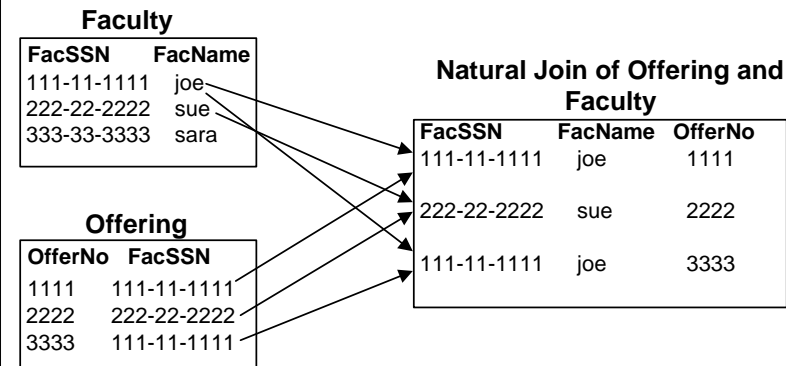 Faculty
FacSSN FacName
111-11-1111 joe
222-22-2222 sue
333-33-3333 sara
Offering
OfferNo FacSSN
1111 111-11-1111
2222 222-22-2222
3333 111-11-1111
Natural Join of Offering and
Faculty
FacSSN FacName OfferNo
111-11-1111 joe 1111
222-22-2222 sue 2222
111-11-1111 joe 3333